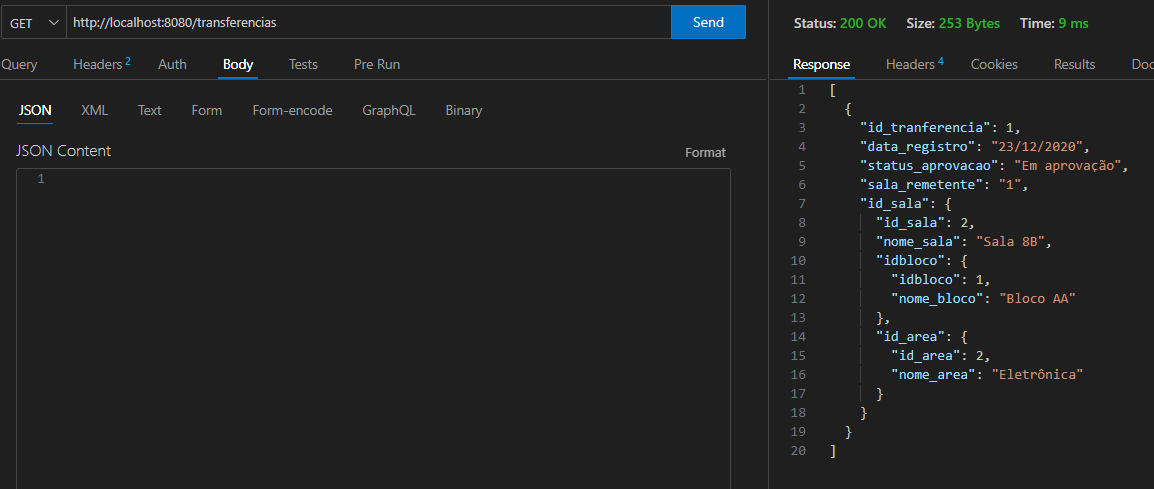 GET http://localhost:8080/transferencias Send
Query Headers 2 Auth Body Tests Pre Run
JSON XML Text Form Form-encode GraphQL Binary
JSON Content Format
1
Status: 200 OK Size: 253 Bytes Time: 9 ms
Response Headers 4 Cookies Results Doc
1 [
2 {
3 "id_tranferencia": 1,
4 "data_registro": "23/12/2020",
5 "status_aprovacao": "Em aprovação",
6 "sala_remetente": "1",
7 "id_sala": {
8 "id_sala": 2,
9 "nome_sala": "Sala 8B",
10 "idbloco": {
11 "idbloco": 1,
12 "nome_bloco": "Bloco AA"
13 },
14 "id_area": {
15 "id_area": 2,
16 "nome_area": "Eletrônica"
17 }
18 }
19 }
20 ]